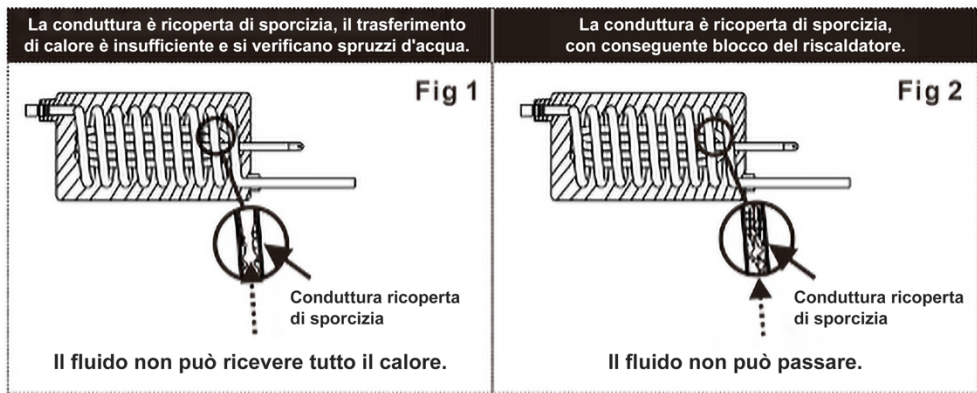 La conduttura è ricoperta di sporcizia, il trasferimento
di calore è insufficiente e si verificano spruzzi d'acqua.
Fig 1
Conduttura ricoperta
di sporcizia
Il fluido non può ricevere tutto il calore.
La conduttura è ricoperta di sporcizia,
con conseguente blocco del riscaldatore.
Fig 2
Conduttura ricoperta
di sporcizia
Il fluido non può passare.